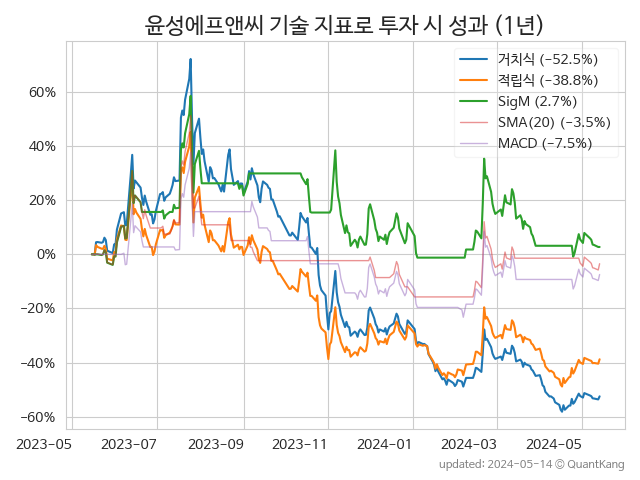 윤성에프앤씨 기술 지표로 투자 시 성과 (1년)
거치식 (−52.5%)
적립식 (−38.8%)
SigM (2.7%)
SMA(20) (−3.5%)
MACD (−7.5%)
60%
40%
20%
0%
−20%
−40%
−60%
2023−05 2023−07 2023−09 2023−11 2024−01 2024−03 2024−05
updated: 2024-05-14 ⓒ QuantKang